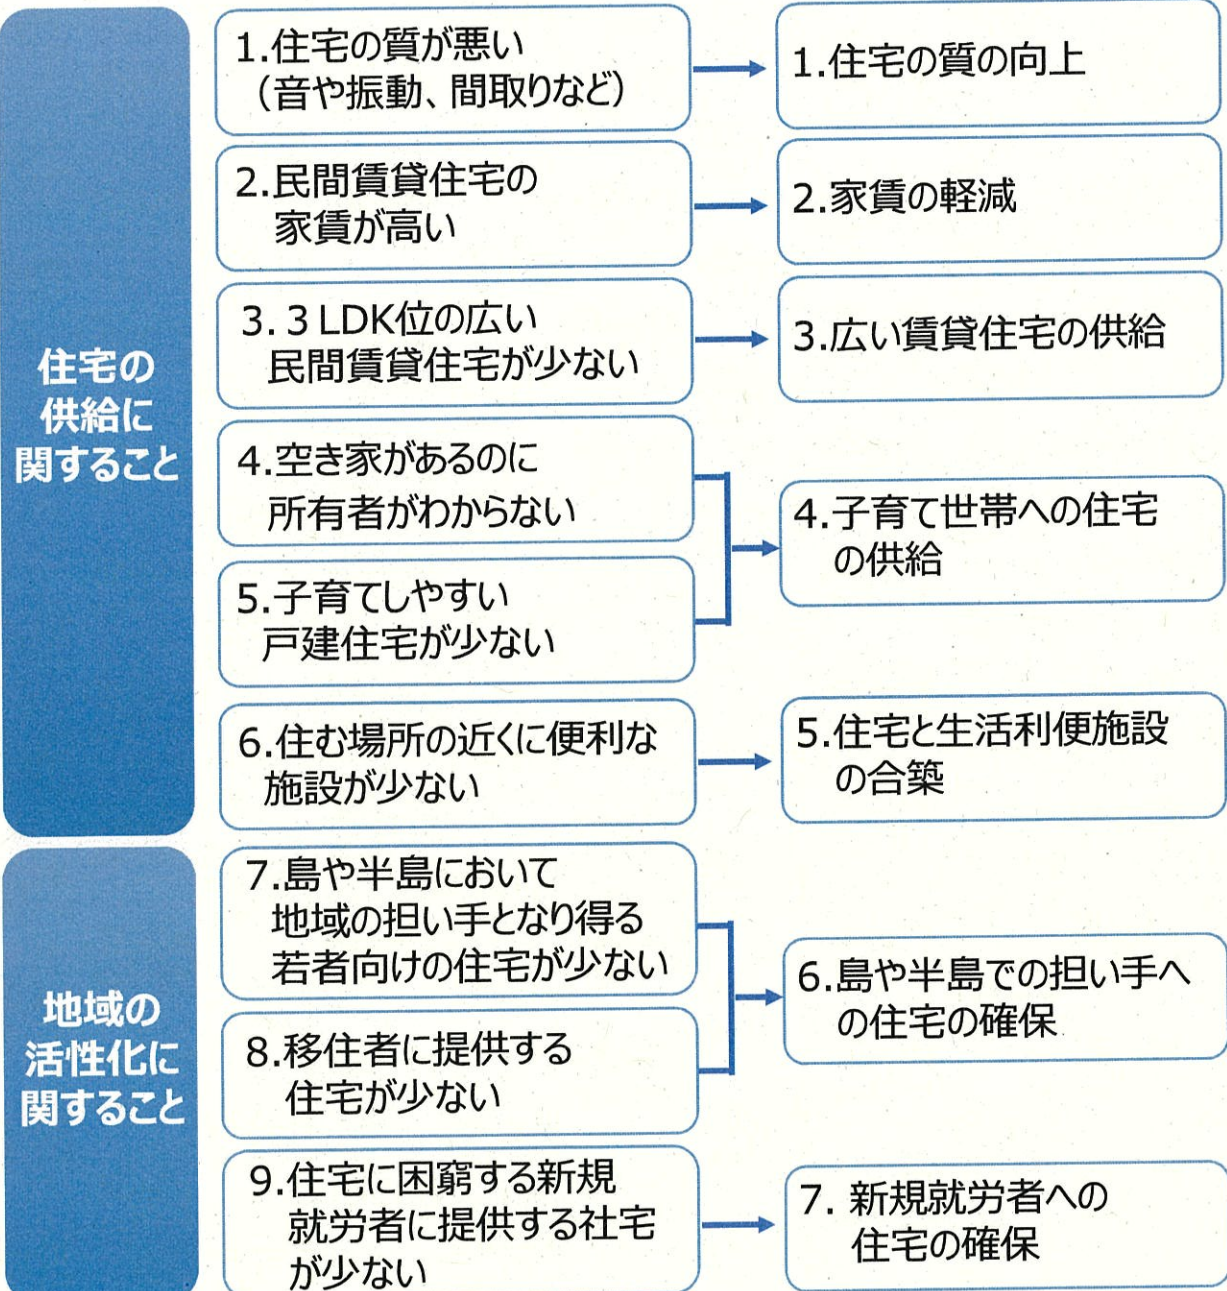 住宅の
供給に
関すること
1.住宅の質が悪い
（音や振動、間取りなど）
1.住宅の質の向上
2.民間賃貸住宅の
家賃が高い
2.家賃の軽減
3.３LDK位の広い
民間賃貸住宅が少ない
3.広い賃貸住宅の供給
4.空き家があるのに
所有者がわからない
5.子育てしやすい
戸建住宅が少ない
4.子育て世帯への住宅
の供給
6.住む場所の近くに便利な
施設が少ない
5.住宅と生活利便施設
の合築
地域の
活性化に
関すること
7.島や半島において
地域の担い手となり得る
若者向けの住宅が少ない
8.移住者に提供する
住宅が少ない
6.島や半島での担い手へ
の住宅の確保
9.住宅に困窮する新規
就労者に提供する社宅
が少ない
7. 新規就労者への
住宅の確保